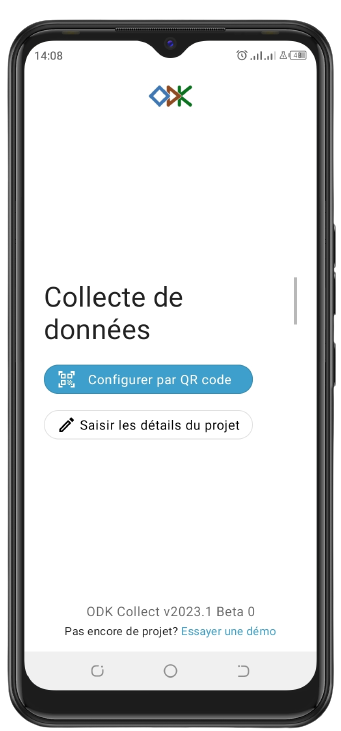 14:08
ODK
Collecte de
données
Configurer par QR code
Saisir les détails du projet
ODK Collect v2023.1 Beta 0
Pas encore de projet? Essayer une démo